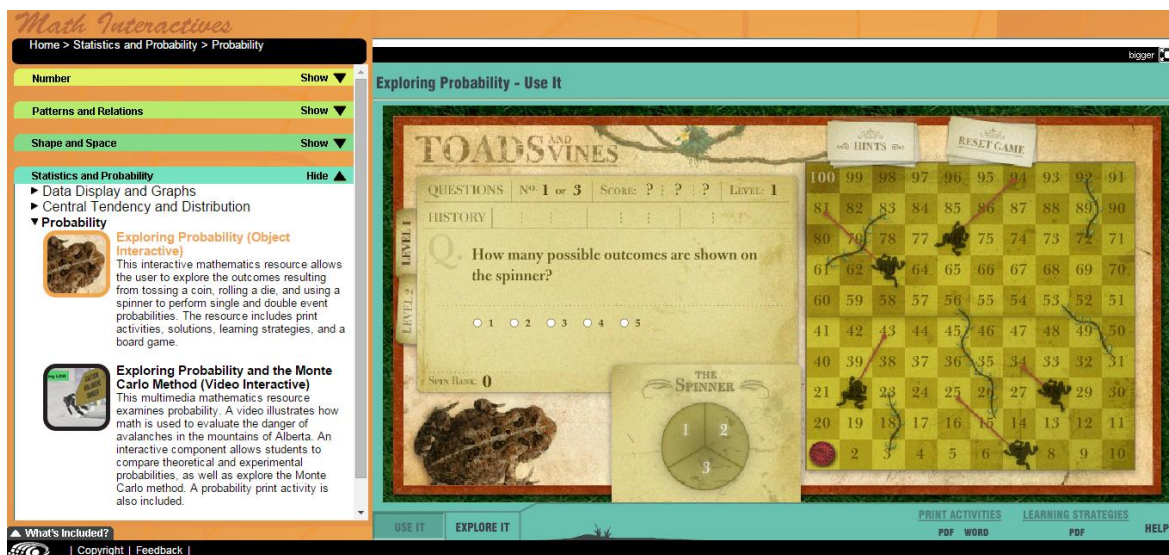 Math Interactives
Home > Statistics and Probability > Probability
Number Show
Patterns and Relations Show
Shape and Space Show
Statistics and Probability Hide
Data Display and Graphs
Central Tendency and Distribution
Probability
Exploring Probability (Object
Interactive)
This interactive mathematics resource allows
the user to explore the outcomes resulting
from tossing a coin, rolling a die, and using a
spinner to perform single and double event
probabilities. The resource includes print
activities, solutions, learning strategies, and a
board game.
Exploring Probability and the Monte
Carlo Method (Video Interactive)
This multimedia mathematics resource
examines probability. A video illustrates how
math is used to evaluate the danger of
avalanches in the mountains of Alberta. An
interactive component allows students to
compare theoretical and experimental
probabilities, as well as explore the Monte
Carlo method. A probability print activity is
also included.
What's Included?
| Copyright | Feedback |
bigger
Exploring Probability - Use It
TOADS AND VINES
HINTS
RESET GAME
QUESTIONS Nº 1 OF 3 SCORE: ? ? ? LEVEL: 1
HISTORY
LEVEL 1
LEVEL 2
Q. How many possible outcomes are shown on
the spinner?
1 2 3 4 5
SPIN BANK: 0
THE
SPINNER
1 2
3
100 99 98 97 96 95 94 93 92 91
81 82 83 84 85 86 87 88 89 90
80 79 78 77 75 74 73 72 71
61 62 64 65 66 67 68 69 70
60 59 58 57 56 55 54 53 52 51
41 42 43 44 45 46 47 48 49 50
40 39 38 37 36 35 34 33 32 31
21 23 24 25 26 27 29 30
20 19 18 17 16 15 14 13 12 11
2 3 4 5 6 8 9 10
USE IT EXPLORE IT
PRINT ACTIVITIES LEARNING STRATEGIES
PDF WORD PDF HELP